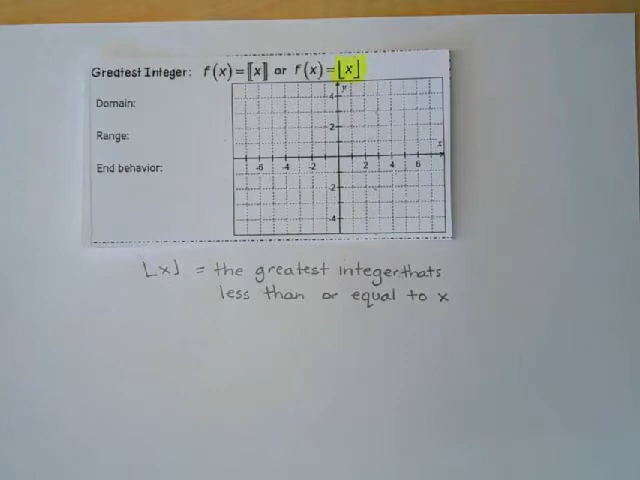 Greatest Integer: f(x)=⟦x⟧ or f(x)=⌊x⌋
Domain:
Range:
End behavior:
y
4
2
x
-6 -4 -2 2 4 6
-2
-4
⌊x⌋ = the greatest integer thats
less than or equal to x